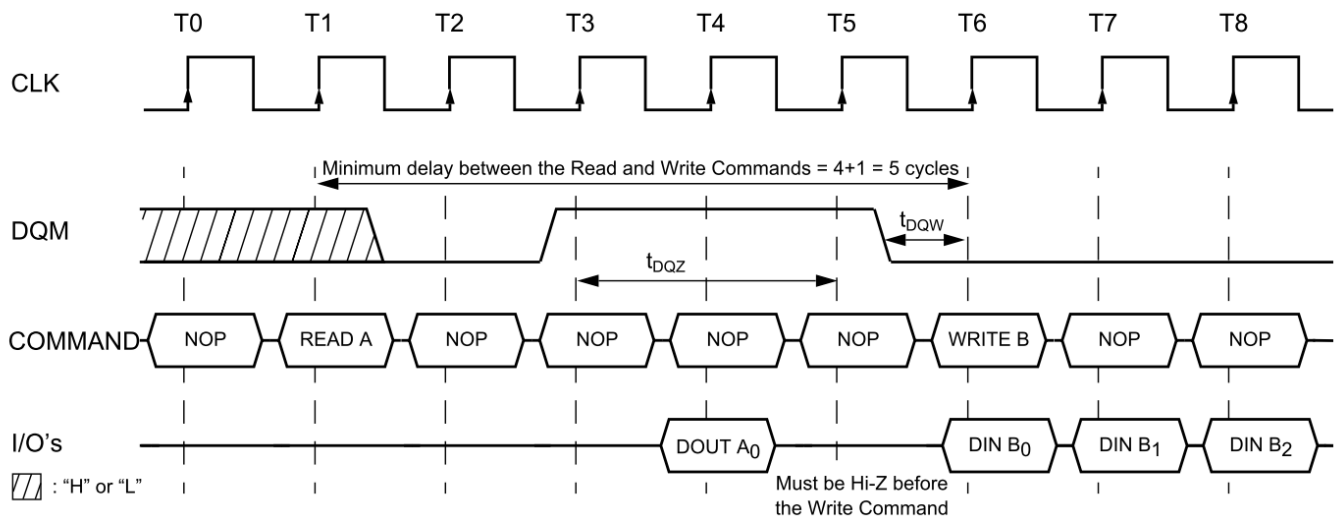 T0 T1 T2 T3 T4 T5 T6 T7 T8
CLK
Minimum delay between the Read and Write Commands = 4+1 = 5 cycles
DQM
tDQW
tDQZ
COMMAND NOP READ A NOP NOP NOP NOP WRITE B NOP NOP
I/O's DOUT A0 DIN B0 DIN B1 DIN B2
: “H” or “L”
Must be Hi-Z before
the Write Command